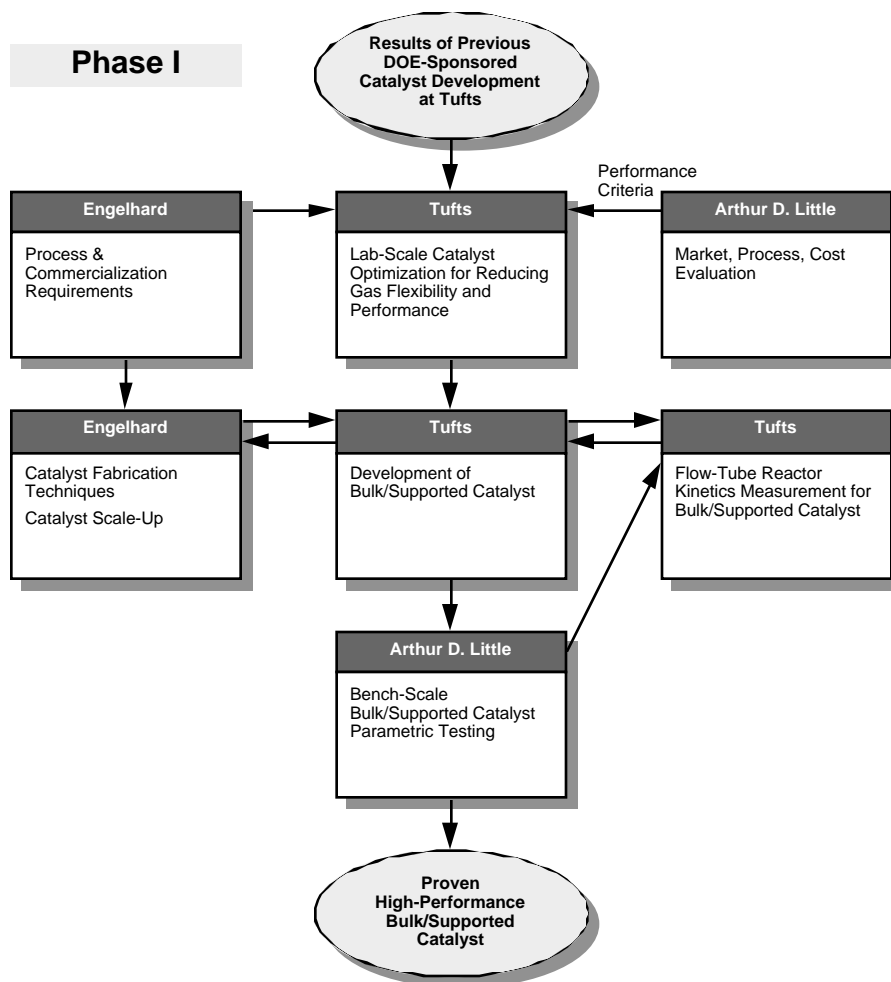 Phase I
Results of Previous
DOE-Sponsored
Catalyst Development
at Tufts
Performance
Criteria
Engelhard
Process &
Commercialization
Requirements
Tufts
Lab-Scale Catalyst
Optimization for Reducing
Gas Flexibility and
Performance
Arthur D. Little
Market, Process, Cost
Evaluation
Engelhard
Catalyst Fabrication
Techniques
Catalyst Scale-Up
Tufts
Development of
Bulk/Supported Catalyst
Tufts
Flow-Tube Reactor
Kinetics Measurement for
Bulk/Supported Catalyst
Arthur D. Little
Bench-Scale
Bulk/Supported Catalyst
Parametric Testing
Proven
High-Performance
Bulk/Supported
Catalyst